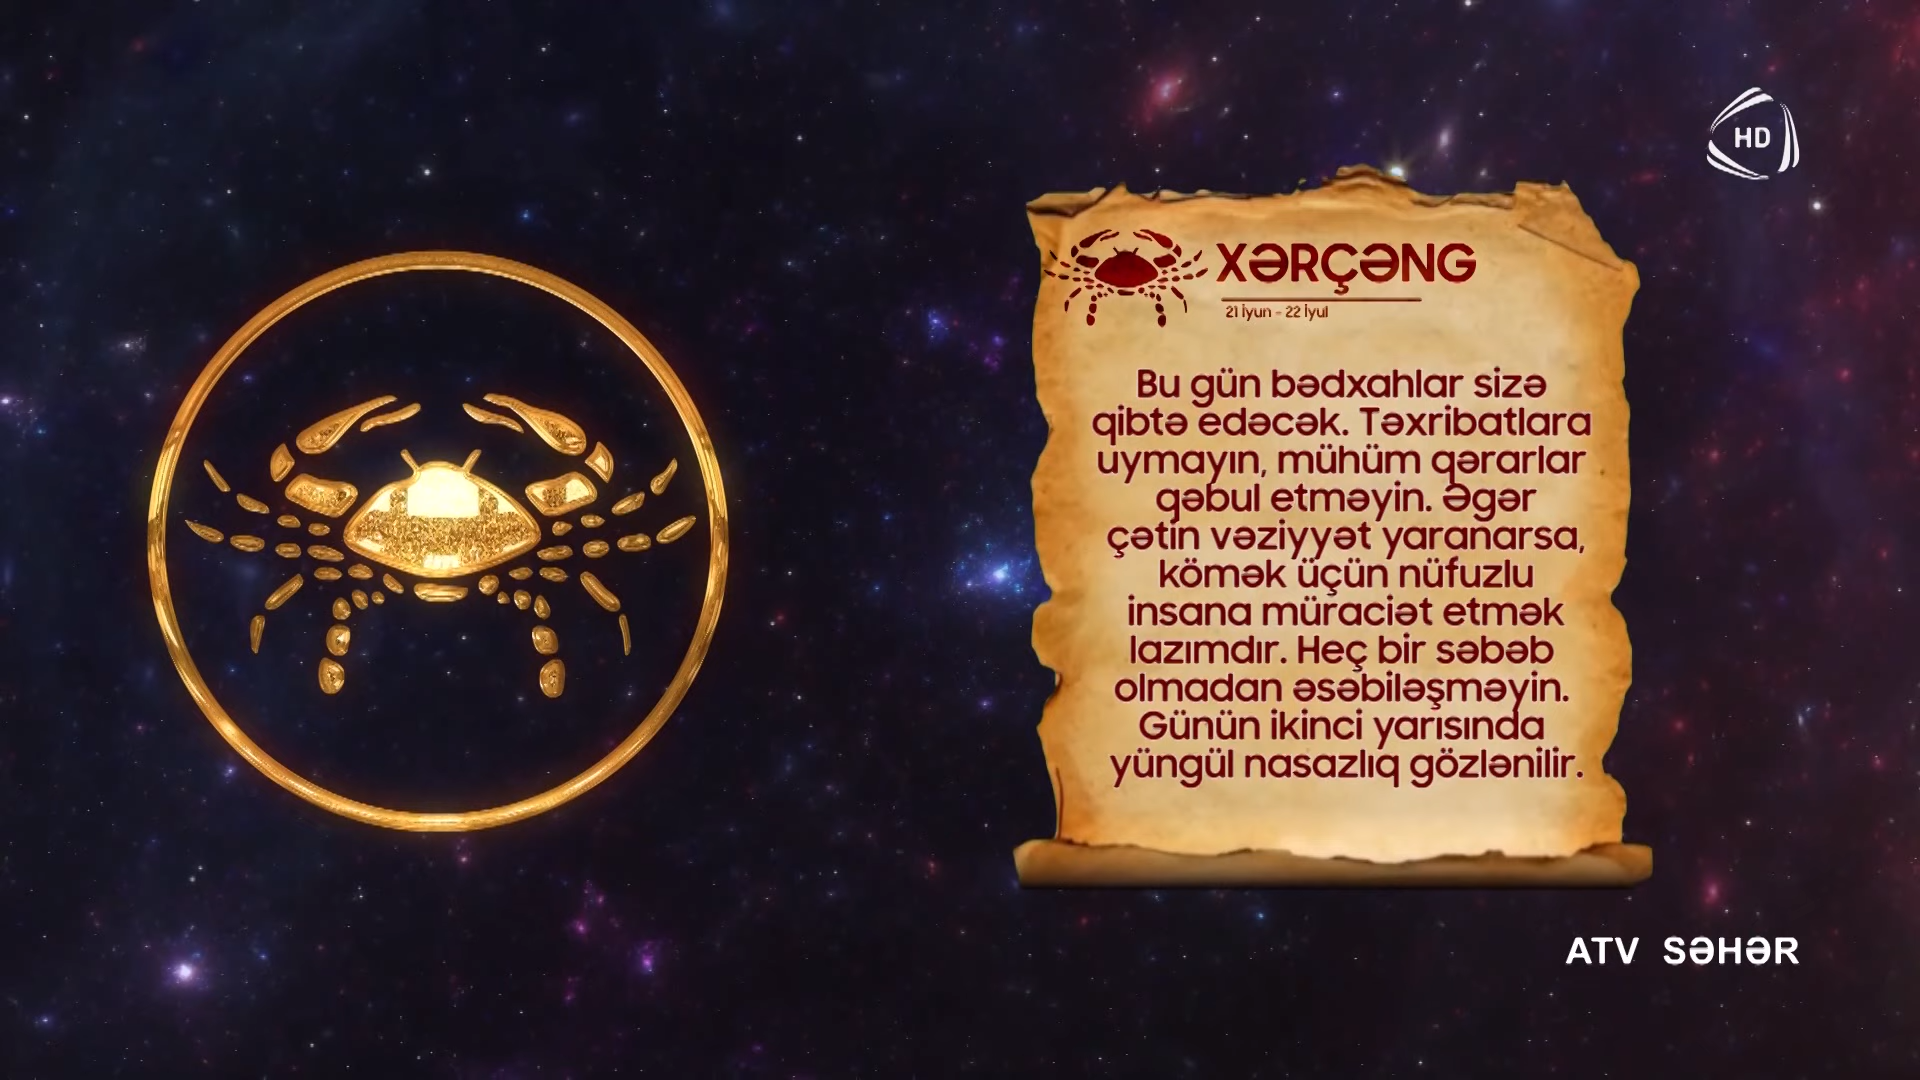 HD
XƏRÇƏNG
21 İyun - 22 İyul
Bu gün bədxahlar sizə
qibtə edəcək. Təxribatlara
uymayın, mühüm qərarlar
qəbul etməyin. Əgər
çətin vəziyyət yaranarsa,
kömək üçün nüfuzlu
insana müraciət etmək
lazımdır. Heç bir səbəb
olmadan əsəbiləşməyin.
Günün ikinci yarısında
yüngül nasazlıq gözlənilir.
ATV SƏHƏR